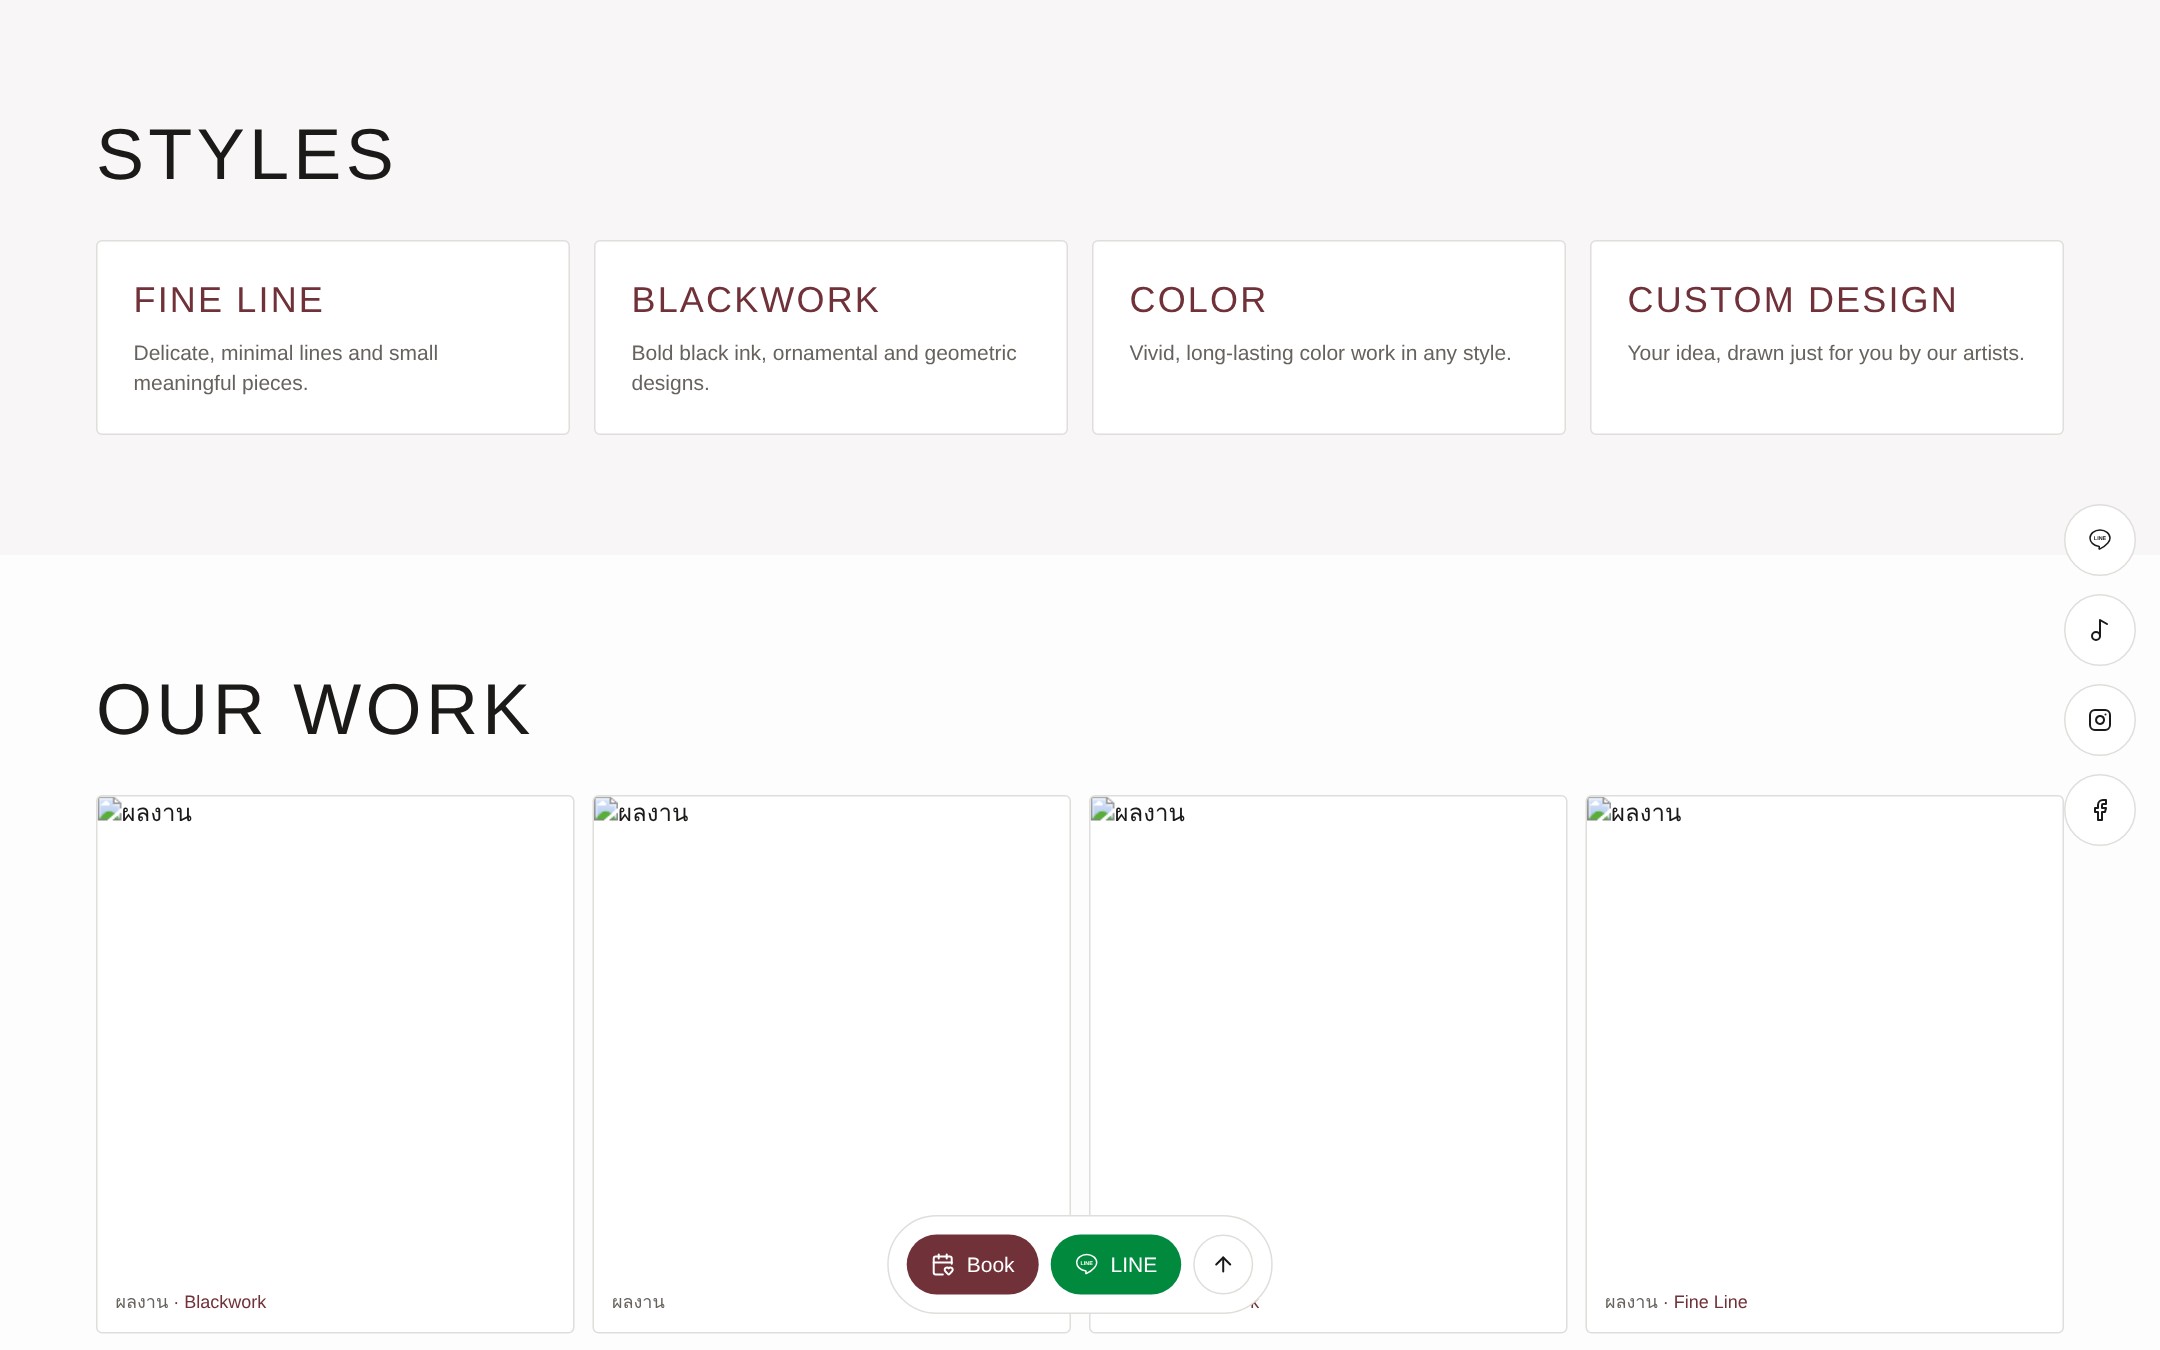 STYLES
FINE LINE
Delicate, minimal lines and small
meaningful pieces.
BLACKWORK
Bold black ink, ornamental and geometric
designs.
COLOR
Vivid, long-lasting color work in any style.
CUSTOM DESIGN
Your idea, drawn just for you by our artists.
LINE
OUR WORK
ผลงาน
ผลงาน
ผลงาน
ผลงาน
Book
LINE
LINE
ผลงาน · Blackwork
ผลงาน
ผลงาน · Fine Line